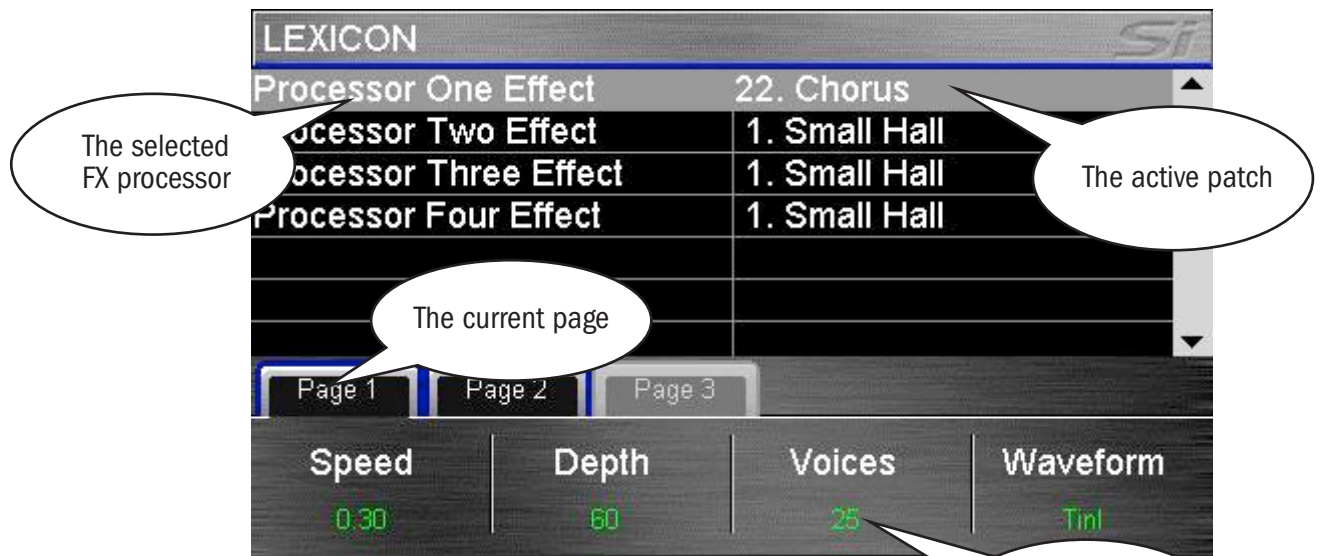 LEXICON Si
Processor One Effect 22. Chorus
The selected
FX processor
ocessor Two Effect 1. Small Hall
ocessor Three Effect 1. Small Hall
The active patch
Processor Four Effect 1. Small Hall
The current page
Page 1 Page 2 Page 3
Speed Depth Voices Waveform
0.30 60 25